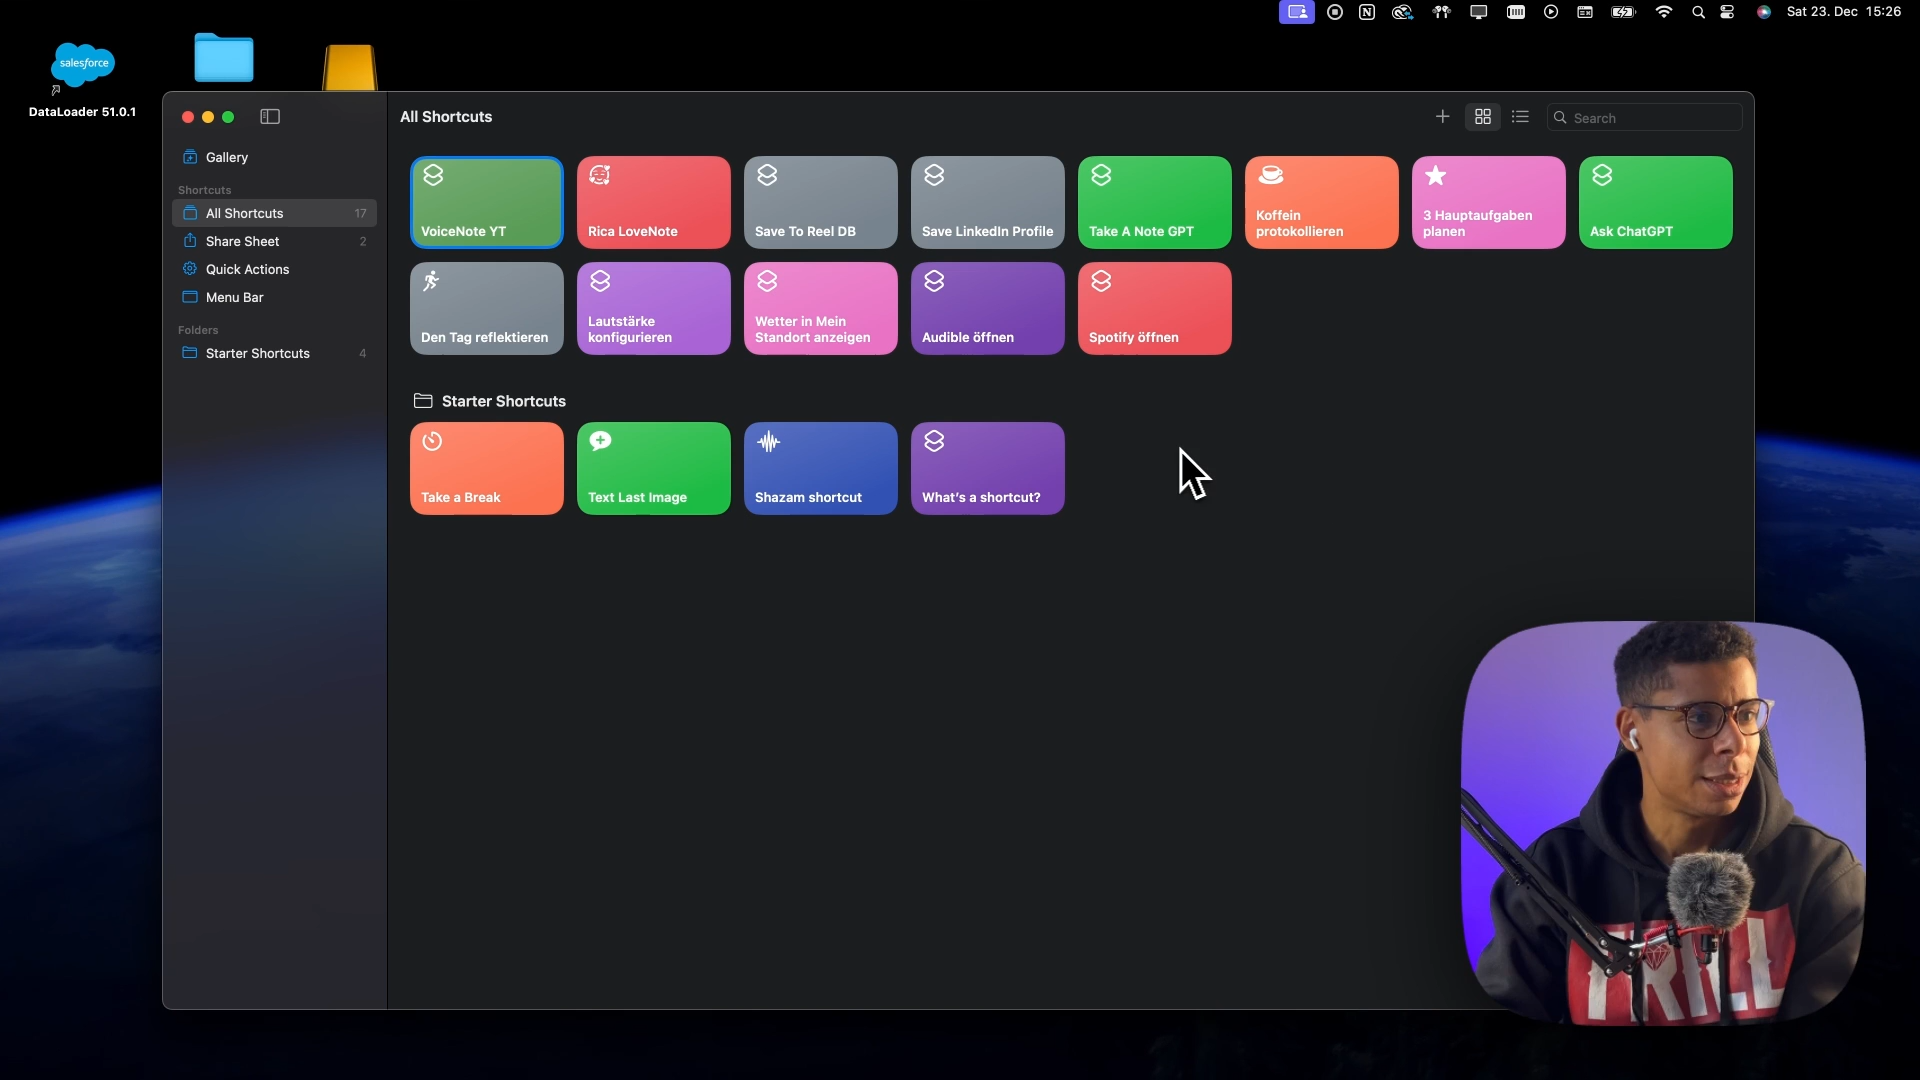 Sat 23. Dec 15:26
salesforce
DataLoader 51.0.1
All Shortcuts
Search
Gallery
Shortcuts
All Shortcuts 17
Share Sheet 2
Quick Actions
Menu Bar
Folders
Starter Shortcuts 4
VoiceNote YT
Rica LoveNote
Save To Reel DB
Save LinkedIn Profile
Take A Note GPT
Koffein
protokollieren
3 Hauptaufgaben
planen
Ask ChatGPT
Den Tag reflektieren
Lautstärke
konfigurieren
Wetter in Mein
Standort anzeigen
Audible öffnen
Spotify öffnen
Starter Shortcuts
Take a Break
Text Last Image
Shazam shortcut
What's a shortcut?
TRILL